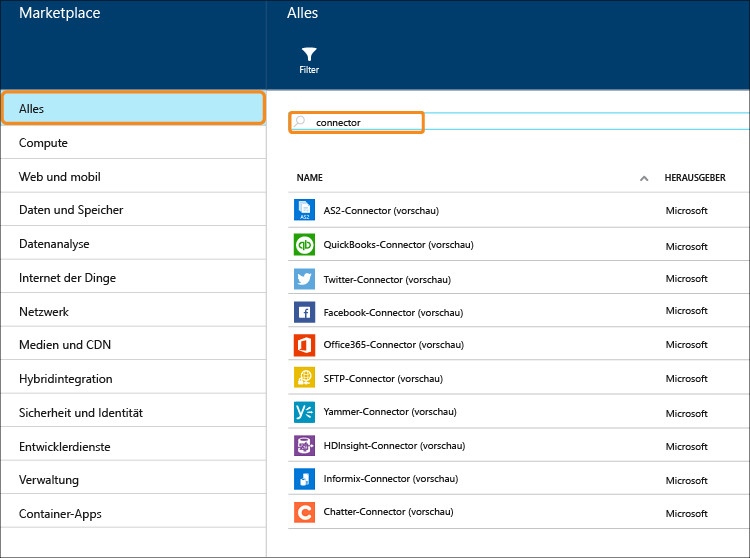 Marketplace
Alles
Compute
Web und mobil
Daten und Speicher
Datenanalyse
Internet der Dinge
Netzwerk
Medien und CDN
Hybridintegration
Sicherheit und Identität
Entwicklerdienste
Verwaltung
Container-Apps
Alles
Filter
connector
NAME HERAUSGEBER
AS2 AS2-Connector (vorschau) Microsoft
qb QuickBooks-Connector (vorschau) Microsoft
Twitter-Connector (vorschau) Microsoft
Facebook-Connector (vorschau) Microsoft
Office365-Connector (vorschau) Microsoft
SFTP-Connector (vorschau) Microsoft
Yammer-Connector (vorschau) Microsoft
HDInsight-Connector (vorschau) Microsoft
Informix-Connector (vorschau) Microsoft
Chatter-Connector (vorschau) Microsoft